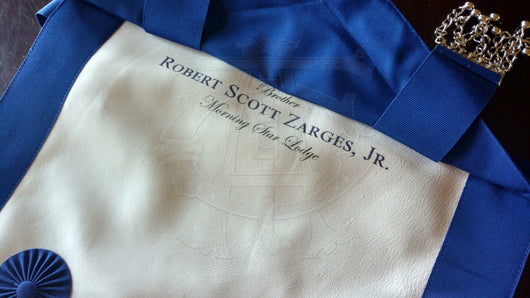 Brother
Robert Scott Zarges, Jr.
Morning Star Lodge